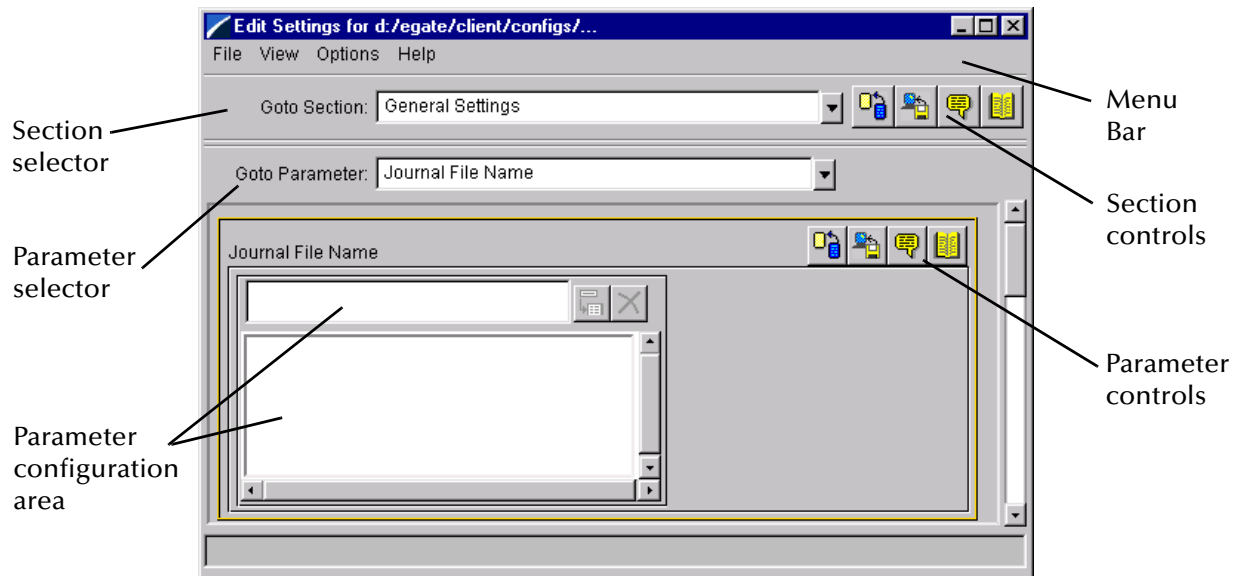 Edit Settings for d:/egate/client/configs/...
File View Options Help
Goto Section: General Settings
Menu
Bar
Section
selector
Goto Parameter: Journal File Name
Section
controls
Parameter
selector
Journal File Name
Parameter
controls
Parameter
configuration
area